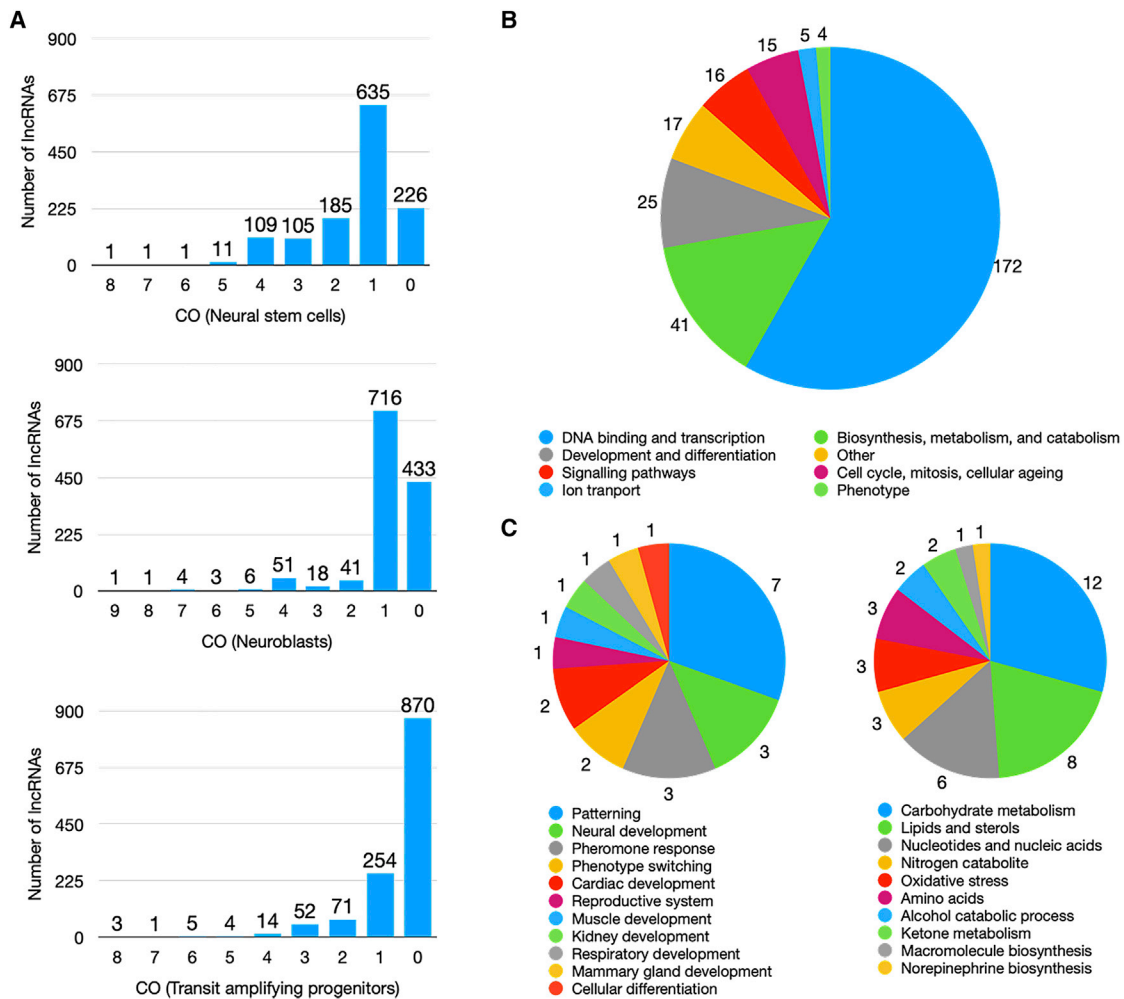 A
900
675
450
225
0
Number of lncRNAs
1 1 1 11 109 105 185 635 226
8 7 6 5 4 3 2 1 0
CO (Neural stem cells)
900
675
450
225
0
Number of lncRNAs
1 1 4 3 6 51 18 41 716 433
9 8 7 6 5 4 3 2 1 0
CO (Neuroblasts)
900
675
450
225
0
Number of lncRNAs
3 1 5 4 14 52 71 254 870
8 7 6 5 4 3 2 1 0
CO (Transit amplifying progenitors)
B
172
41
25
17
16
15
5
4
DNA binding and transcription
Development and differentiation
Signalling pathways
Ion tranport
Biosynthesis, metabolism, and catabolism
Other
Cell cycle, mitosis, cellular ageing
Phenotype
C
7
3
3
2
2
1
1
1
1
1
1
Patterning
Neural development
Pheromone response
Phenotype switching
Cardiac development
Reproductive system
Muscle development
Kidney development
Respiratory development
Mammary gland development
Cellular differentiation
12
8
6
3
3
3
2
2
1
1
Carbohydrate metabolism
Lipids and sterols
Nucleotides and nucleic acids
Nitrogen catabolite
Oxidative stress
Amino acids
Alcohol catabolic process
Ketone metabolism
Macromolecule biosynthesis
Norepinephrine biosynthesis